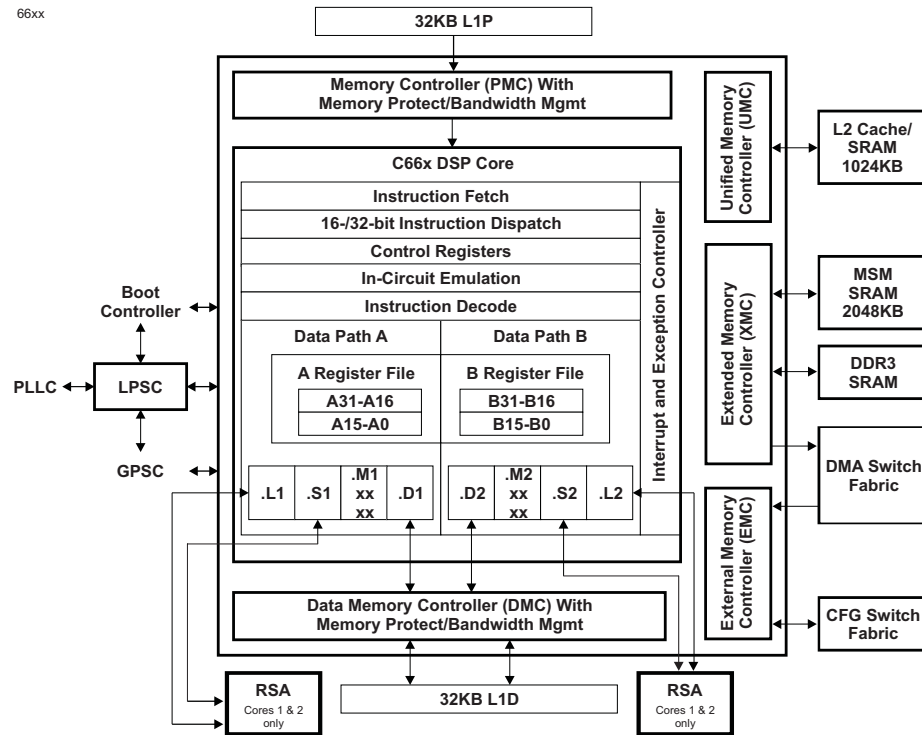 66xx
32KB L1P
Memory Controller (PMC) With
Memory Protect/Bandwidth Mgmt
C66x DSP Core
Instruction Fetch
16-/32-bit Instruction Dispatch
Control Registers
In-Circuit Emulation
Instruction Decode
Data Path A
Data Path B
A Register File
B Register File
A31-A16
A15-A0
B31-B16
B15-B0
.L1
.S1
.M1
xx
xx
.D1
.D2
.M2
xx
xx
.S2
.L2
Interrupt and Exception Controller
Data Memory Controller (DMC) With
Memory Protect/Bandwidth Mgmt
32KB L1D
Boot
Controller
PLLC
LPSC
GPSC
RSA
Cores 1 & 2
only
RSA
Cores 1 & 2
only
Unified Memory
Controller (UMC)
Extended Memory
Controller (XMC)
External Memory
Controller (EMC)
L2 Cache/
SRAM
1024KB
MSM
SRAM
2048KB
DDR3
SRAM
DMA Switch
Fabric
CFG Switch
Fabric